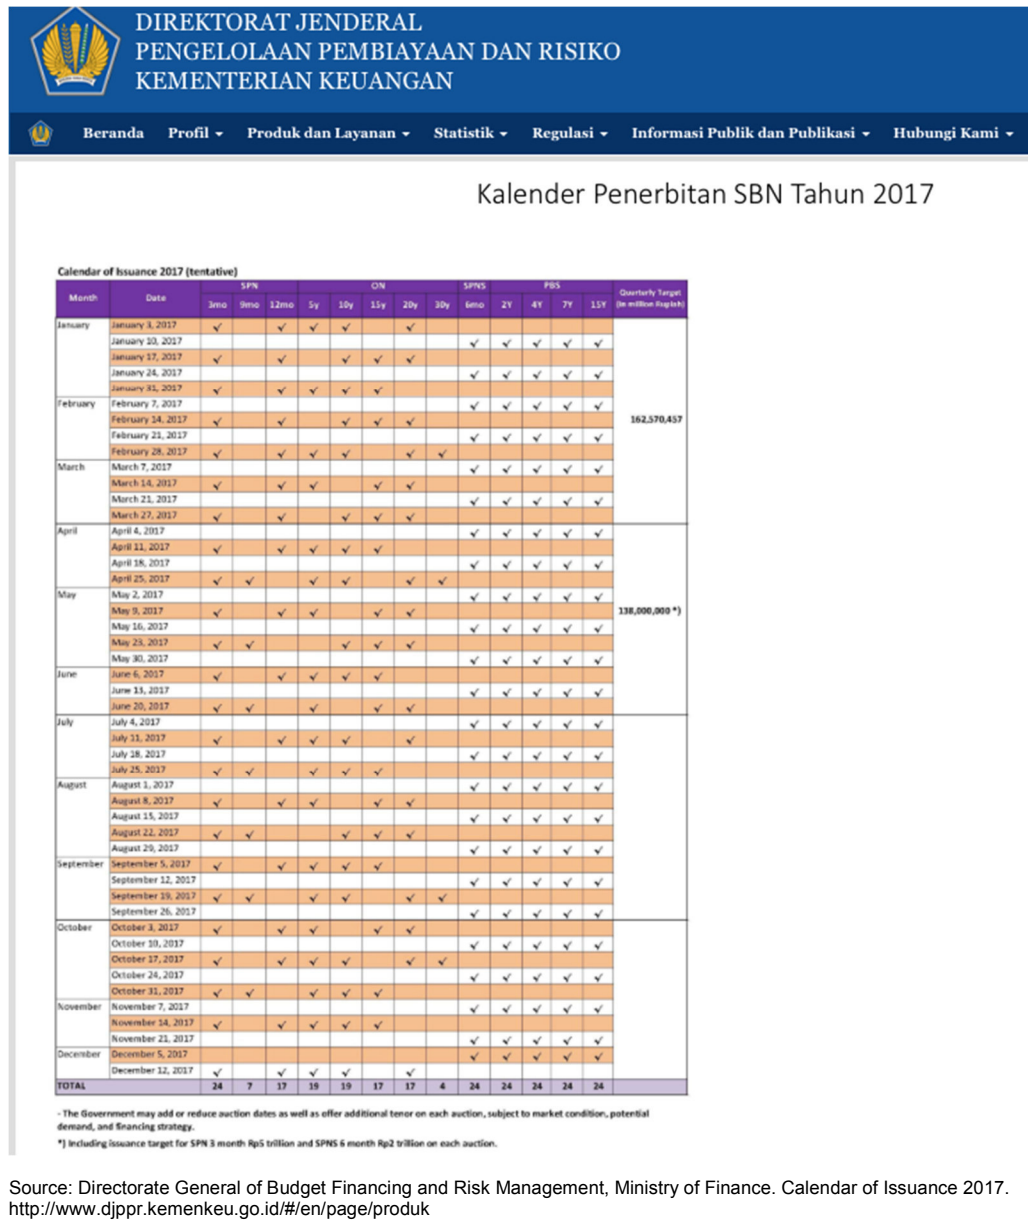 DIREKTORAT JENDERAL
PENGELOLAAN PEMBIAYAAN DAN RISIKO
KEMENTERIAN KEUANGAN
Beranda Profil Produk dan Layanan Statistik Regulasi Informasi Publik dan Publikasi Hubungi Kami
Kalender Penerbitan SBN Tahun 2017
Calendar of Issuance 2017 (tentative)
SPN ON SPNS PBS
Month Date Quarterly Target
3mo 9mo 12mo 5y 10y 15y 20y 30y 6mo 2Y 4Y 7Y 15Y (in million Rupiah)
January January 3, 2017 ✓ ✓ ✓ ✓ ✓
January 10, 2017 ✓ ✓ ✓ ✓ ✓
January 17, 2017 ✓ ✓ ✓ ✓ ✓
January 24, 2017 ✓ ✓ ✓ ✓ ✓
January 31, 2017 ✓ ✓ ✓ ✓ ✓
February February 7, 2017 ✓ ✓ ✓ ✓ ✓
February 14, 2017 ✓ ✓ ✓ ✓ ✓ 162,570,457
February 21, 2017 ✓ ✓ ✓ ✓ ✓
February 28, 2017 ✓ ✓ ✓ ✓ ✓ ✓
March March 7, 2017 ✓ ✓ ✓ ✓ ✓
March 14, 2017 ✓ ✓ ✓ ✓ ✓
March 21, 2017 ✓ ✓ ✓ ✓ ✓
March 27, 2017 ✓ ✓ ✓ ✓ ✓
April April 4, 2017 ✓ ✓ ✓ ✓ ✓
April 11, 2017 ✓ ✓ ✓ ✓ ✓
April 18, 2017 ✓ ✓ ✓ ✓ ✓
April 25, 2017 ✓ ✓ ✓ ✓ ✓ ✓
May May 2, 2017 ✓ ✓ ✓ ✓ ✓
May 9, 2017 ✓ ✓ ✓ ✓ ✓ 138,000,000 *)
May 16, 2017 ✓ ✓ ✓ ✓ ✓
May 23, 2017 ✓ ✓ ✓ ✓ ✓
May 30, 2017 ✓ ✓ ✓ ✓ ✓
June June 6, 2017 ✓ ✓ ✓ ✓ ✓
June 13, 2017 ✓ ✓ ✓ ✓ ✓
June 20, 2017 ✓ ✓ ✓ ✓ ✓
July July 4, 2017 ✓ ✓ ✓ ✓ ✓
July 11, 2017 ✓ ✓ ✓ ✓ ✓
July 18, 2017 ✓ ✓ ✓ ✓ ✓
July 25, 2017 ✓ ✓ ✓ ✓ ✓
August August 1, 2017 ✓ ✓ ✓ ✓ ✓
August 8, 2017 ✓ ✓ ✓ ✓ ✓
August 15, 2017 ✓ ✓ ✓ ✓ ✓
August 22, 2017 ✓ ✓ ✓ ✓ ✓
August 29, 2017 ✓ ✓ ✓ ✓ ✓
September September 5, 2017 ✓ ✓ ✓ ✓ ✓
September 12, 2017 ✓ ✓ ✓ ✓ ✓
September 19, 2017 ✓ ✓ ✓ ✓ ✓ ✓
September 26, 2017 ✓ ✓ ✓ ✓ ✓
October October 3, 2017 ✓ ✓ ✓ ✓ ✓
October 10, 2017 ✓ ✓ ✓ ✓ ✓
October 17, 2017 ✓ ✓ ✓ ✓ ✓ ✓
October 24, 2017 ✓ ✓ ✓ ✓ ✓
October 31, 2017 ✓ ✓ ✓ ✓ ✓
November November 7, 2017 ✓ ✓ ✓ ✓ ✓
November 14, 2017 ✓ ✓ ✓ ✓ ✓
November 21, 2017 ✓ ✓ ✓ ✓ ✓
December December 5, 2017 ✓ ✓ ✓ ✓ ✓
December 12, 2017 ✓ ✓ ✓ ✓ ✓
TOTAL 24 7 17 19 19 17 17 4 24 24 24 24 24
- The Government may add or reduce auction dates as well as offer additional tenor on each auction, subject to market condition, potential
demand, and financing strategy.
*) Including issuance target for SPN 3 month Rp5 trillion and SPNS 6 month Rp2 trillion on each auction.
Source: Directorate General of Budget Financing and Risk Management, Ministry of Finance. Calendar of Issuance 2017.
http://www.djppr.kemenkeu.go.id/#/en/page/produk